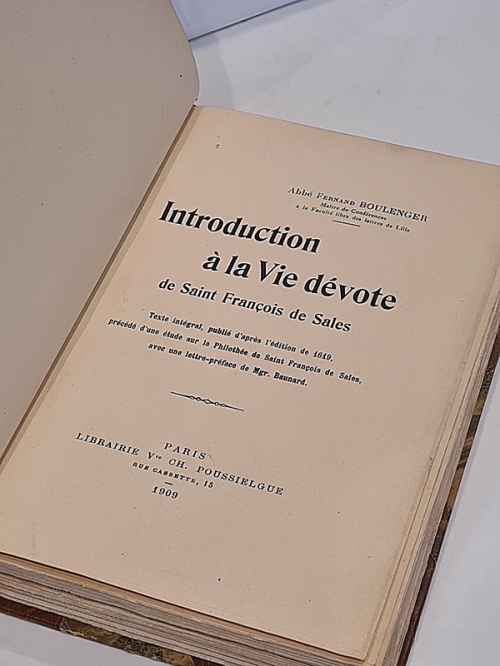 Abbé Fernand BOULENGER
Maître de Conférences
à la Faculté libre des lettres de Lille
Introduction
à la Vie dévote
de Saint François de Sales
Texte intégral, publié d'après l'édition de 1619,
précédé d'une étude sur la Philothée de Saint François de Sales,
avec une lettre-préface de Mgr. Baunard.
PARIS
LIBRAIRIE Vve CH. POUSSIELGUE
RUE CASSETTE, 15
1909